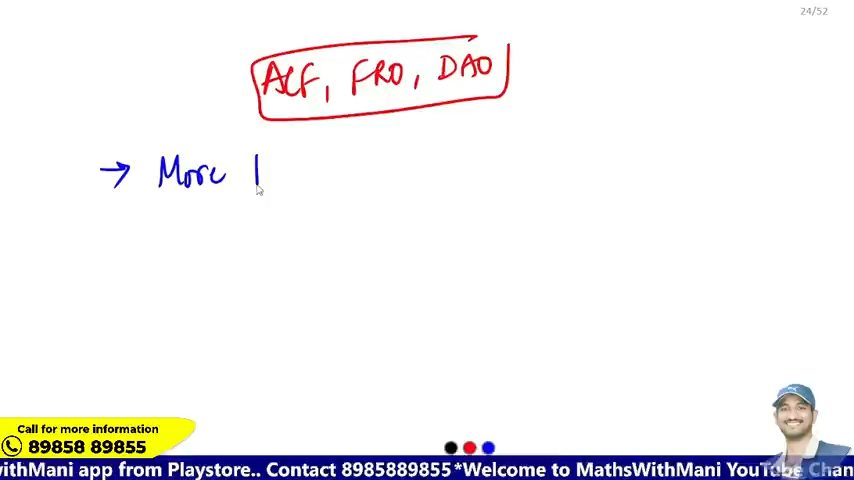 24/52
ACF, FRO, DAO
→ More
Call for more information
89858 89855
withMani app from Playstore.. Contact 8985889855*Welcome to MathsWithMani YouTube Chan